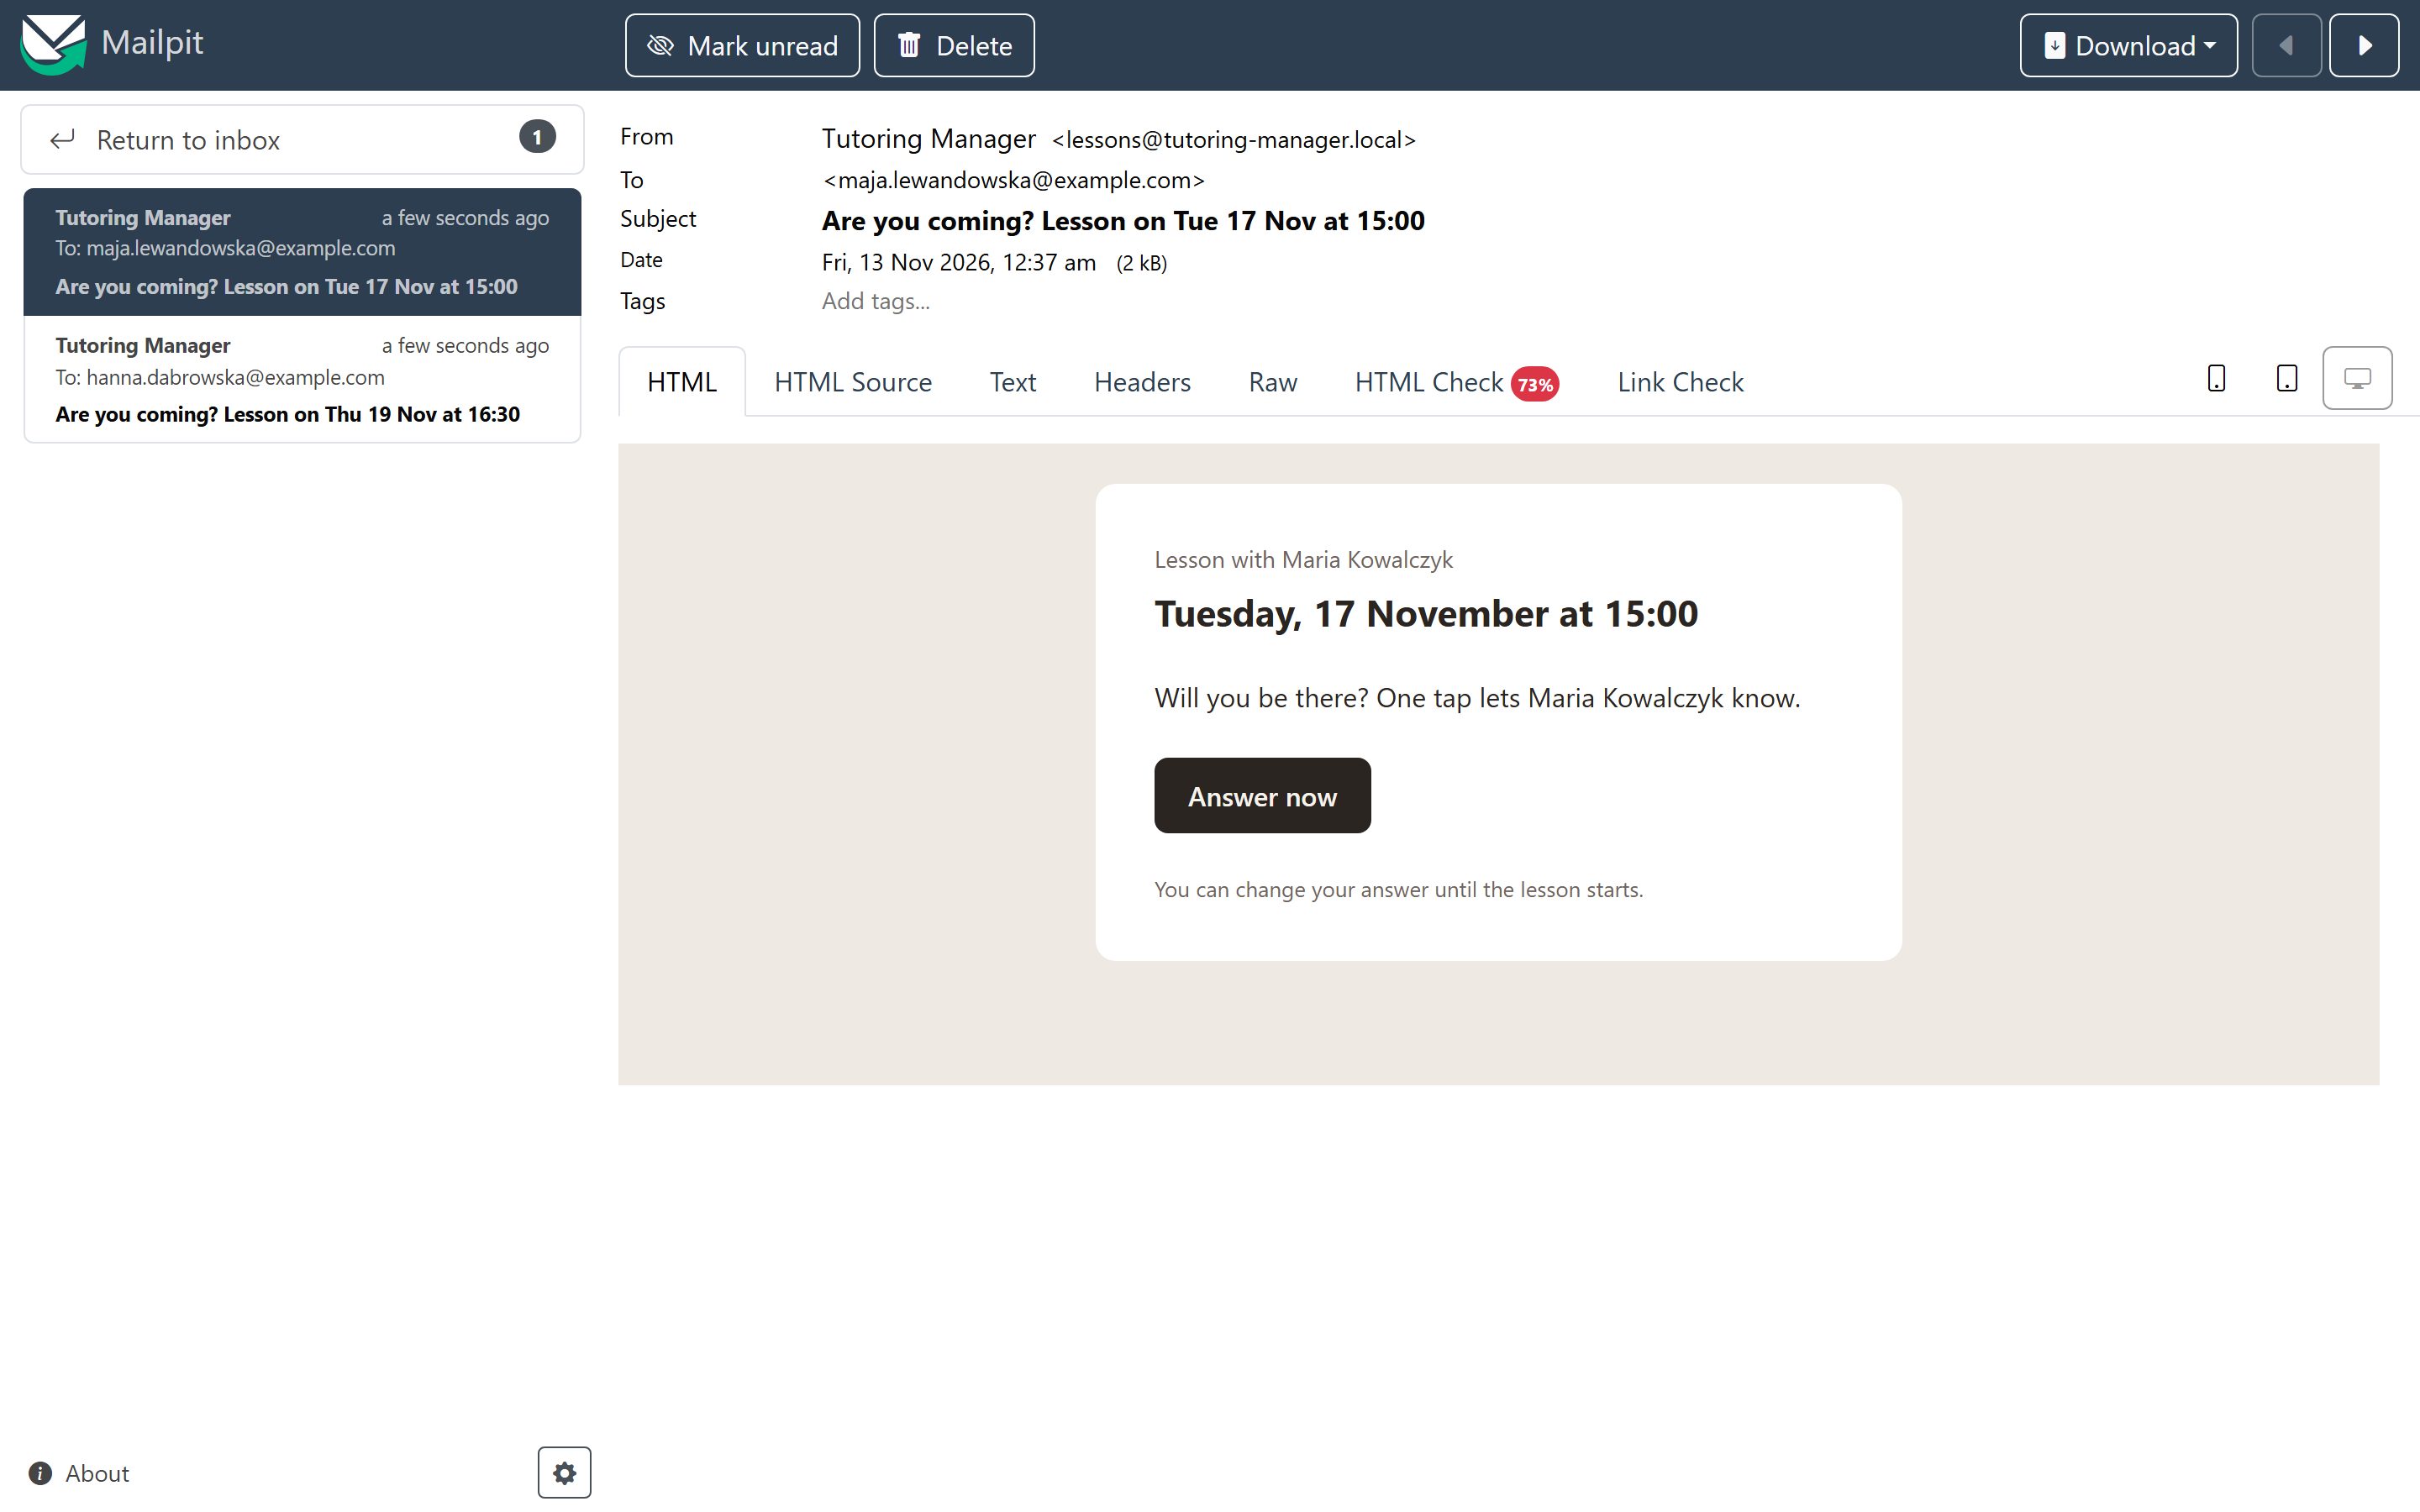 Mailpit
Mark unread
Delete
Download
Return to inbox
1
Tutoring Manager a few seconds ago
To: maja.lewandowska@example.com
Are you coming? Lesson on Tue 17 Nov at 15:00
Tutoring Manager a few seconds ago
To: hanna.dabrowska@example.com
Are you coming? Lesson on Thu 19 Nov at 16:30
From Tutoring Manager <lessons@tutoring-manager.local>
To <maja.lewandowska@example.com>
Subject Are you coming? Lesson on Tue 17 Nov at 15:00
Date Fri, 13 Nov 2026, 12:37 am (2 kB)
Tags Add tags...
HTML HTML Source Text Headers Raw HTML Check 73% Link Check
Lesson with Maria Kowalczyk
Tuesday, 17 November at 15:00
Will you be there? One tap lets Maria Kowalczyk know.
Answer now
You can change your answer until the lesson starts.
About